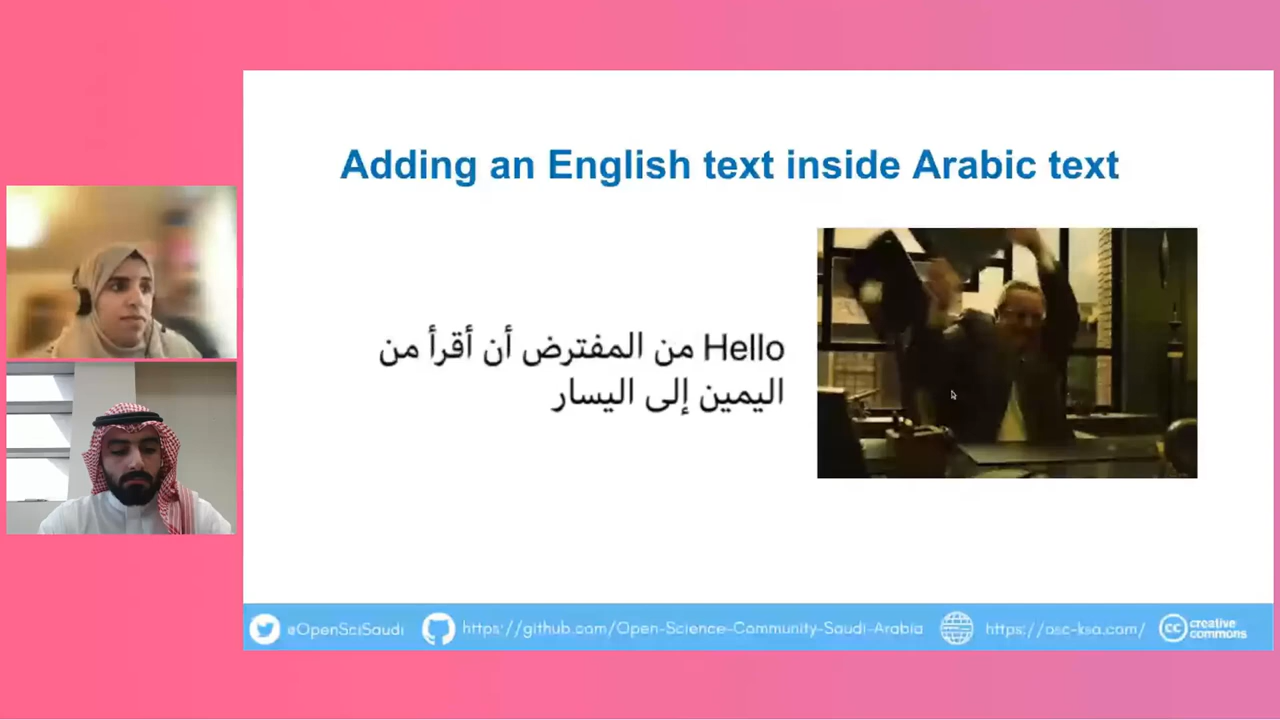 Adding an English text inside Arabic text
Hello من المفترض أن أقرأ من
اليمين إلى اليسار
@OpenSciSaudi
https://github.com/Open-Science-Community-Saudi-Arabia
https://osc-ksa.com/
cc creative
commons